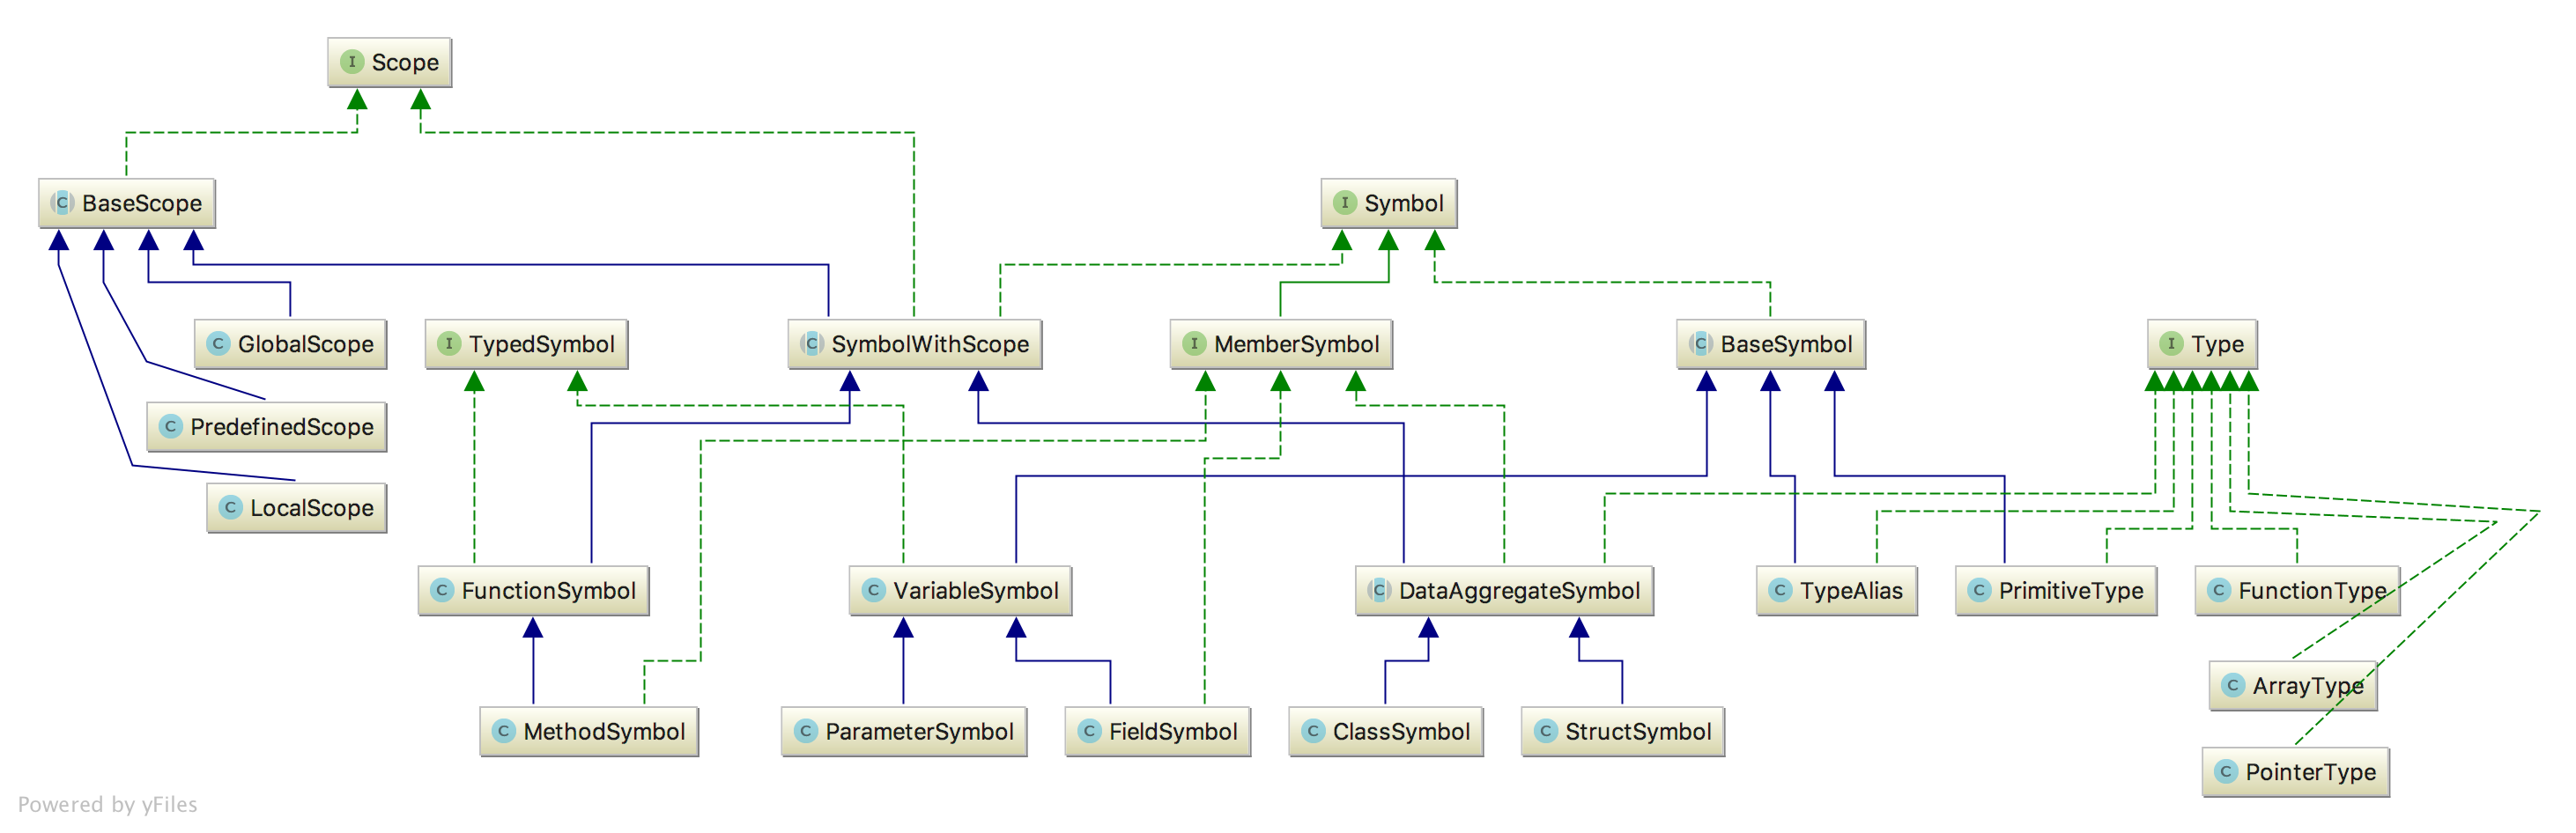 I Scope
C BaseScope
I Symbol
C GlobalScope
I TypedSymbol
C SymbolWithScope
I MemberSymbol
C BaseSymbol
I Type
C PredefinedScope
C LocalScope
C FunctionSymbol
C VariableSymbol
C DataAggregateSymbol
C TypeAlias
C PrimitiveType
C FunctionType
C ArrayType
C MethodSymbol
C ParameterSymbol
C FieldSymbol
C ClassSymbol
C StructSymbol
C PointerType
Powered by yFiles